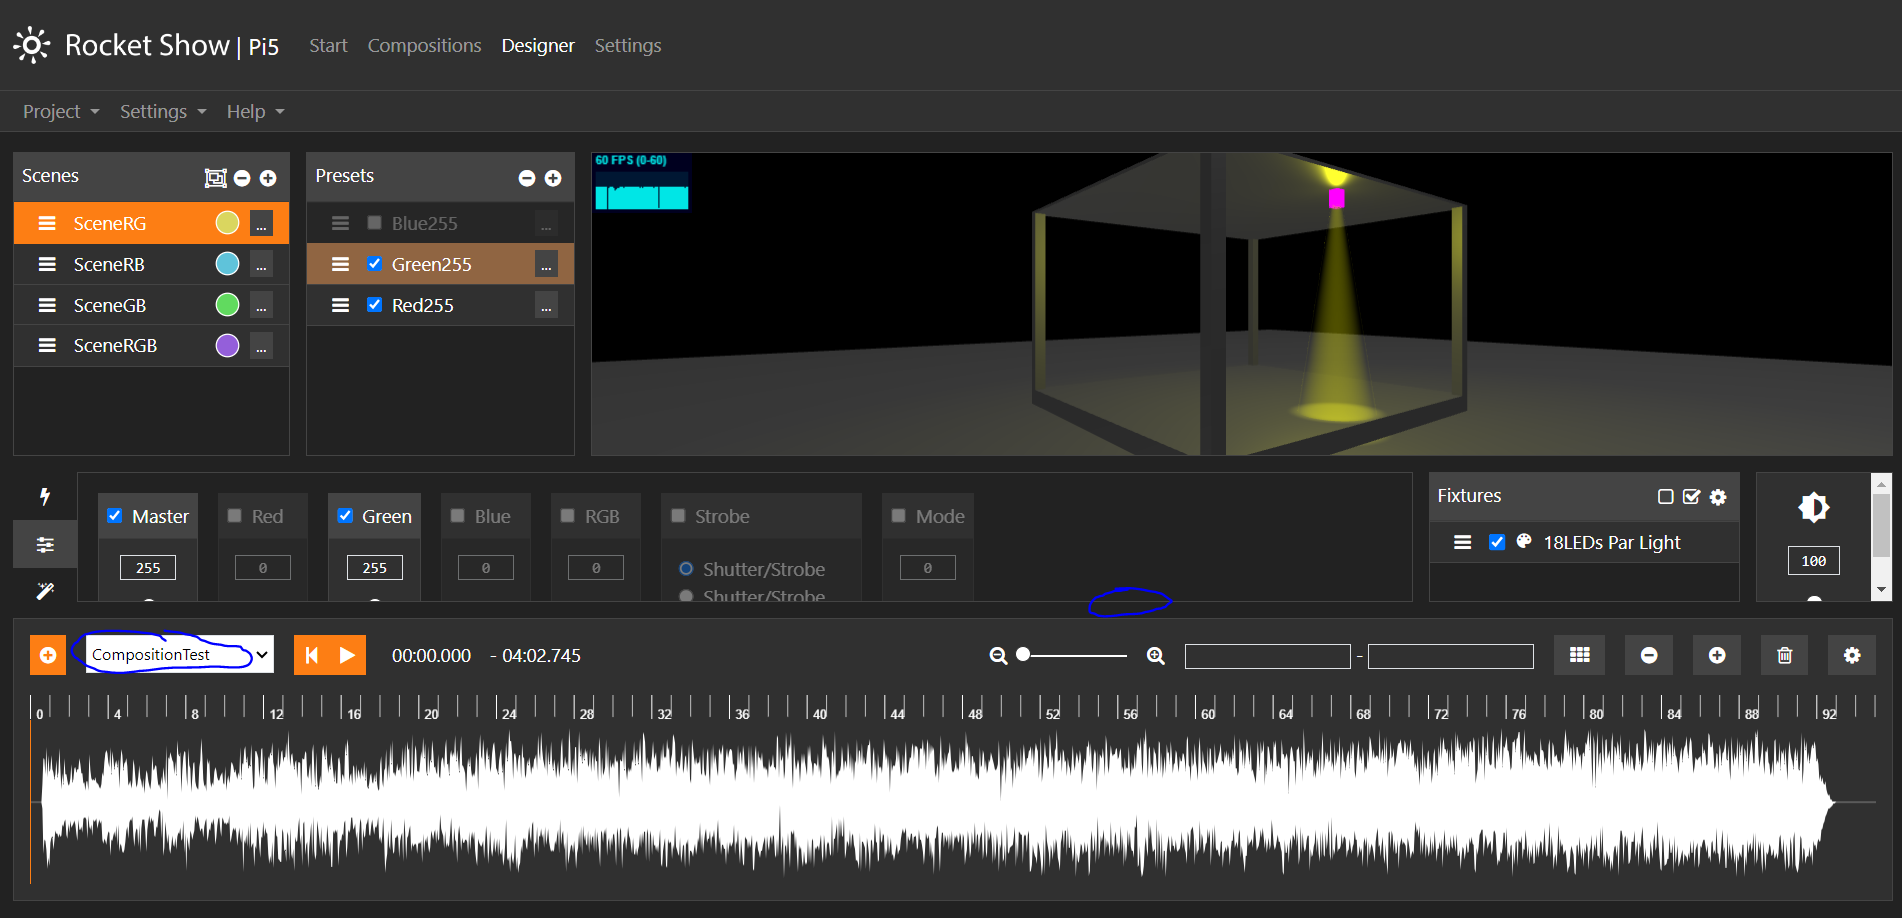 Rocket Show | Pi5 Start Compositions Designer Settings
Project Settings Help
Scenes
SceneRG ...
SceneRB ...
SceneGB ...
SceneRGB ...
Presets
Blue255 ...
Green255 ...
Red255 ...
60 FPS (0-60)
Master Red Green Blue RGB Strobe Mode
255 0 255 0 0 Shutter/Strobe 0
Shutter/Strobe
Fixtures
18LEDs Par Light
100
CompositionTest 00:00.000 - 04:02.745 -
0 4 8 12 16 20 24 28 32 36 40 44 48 52 56 60 64 68 72 76 80 84 88 92